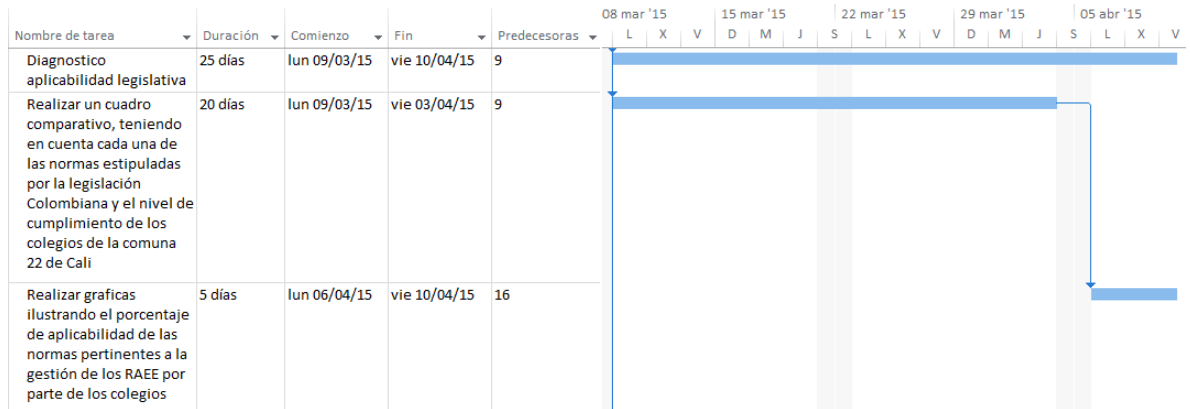 08 mar '15 15 mar '15 22 mar '15 29 mar '15 05 abr '15
Nombre de tarea Duración Comienzo Fin Predecesoras L X V D M J S L X V D M J S L X V
Diagnostico 25 días lun 09/03/15 vie 10/04/15 9
aplicabilidad legislativa
Realizar un cuadro 20 días lun 09/03/15 vie 03/04/15 9
comparativo, teniendo
en cuenta cada una de
las normas estipuladas
por la legislación
Colombiana y el nivel de
cumplimiento de los
colegios de la comuna
22 de Cali
Realizar graficas 5 días lun 06/04/15 vie 10/04/15 16
ilustrando el porcentaje
de aplicabilidad de las
normas pertinentes a la
gestión de los RAEE por
parte de los colegios